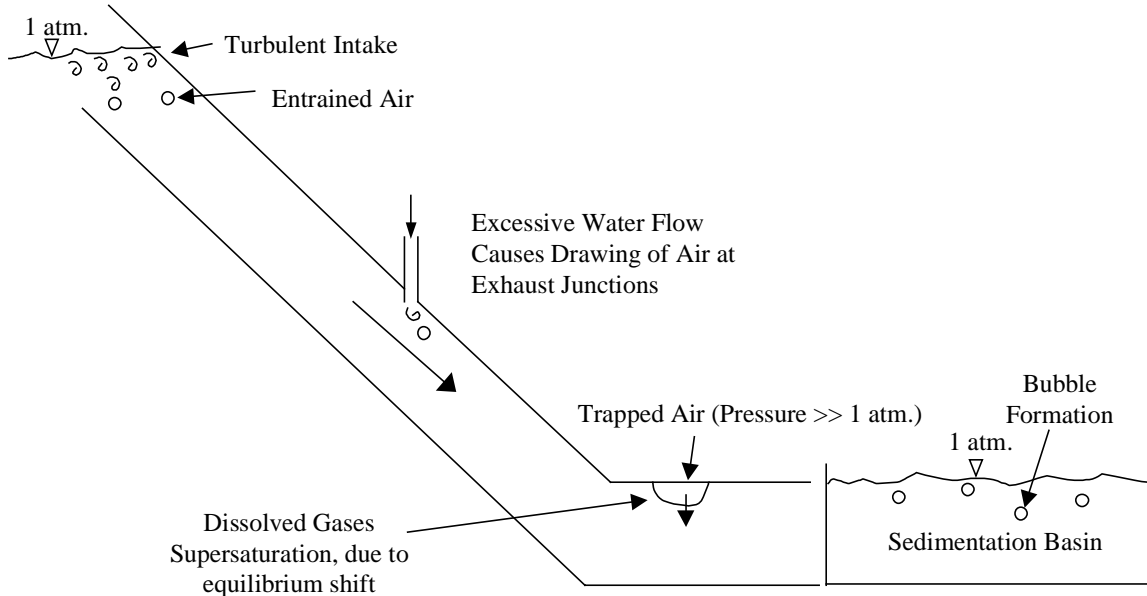 1 atm.
Turbulent Intake
Entrained Air
Excessive Water Flow
Causes Drawing of Air at
Exhaust Junctions
Trapped Air (Pressure >> 1 atm.)
Bubble
Formation
1 atm.
Dissolved Gases
Supersaturation, due to
equilibrium shift
Sedimentation Basin